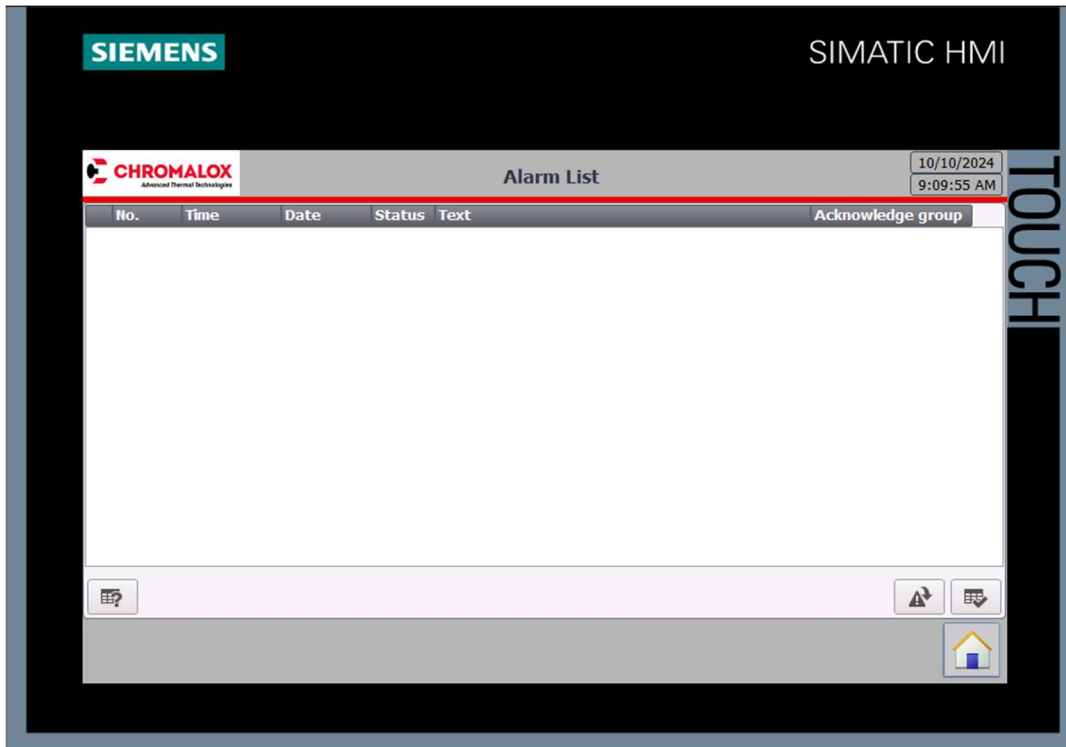 SIEMENS
SIMATIC HMI
CHROMALOX
Advanced Thermal Technologies
Alarm List
10/10/2024
9:09:55 AM
TOUCH
No. Time Date Status Text Acknowledge group
?